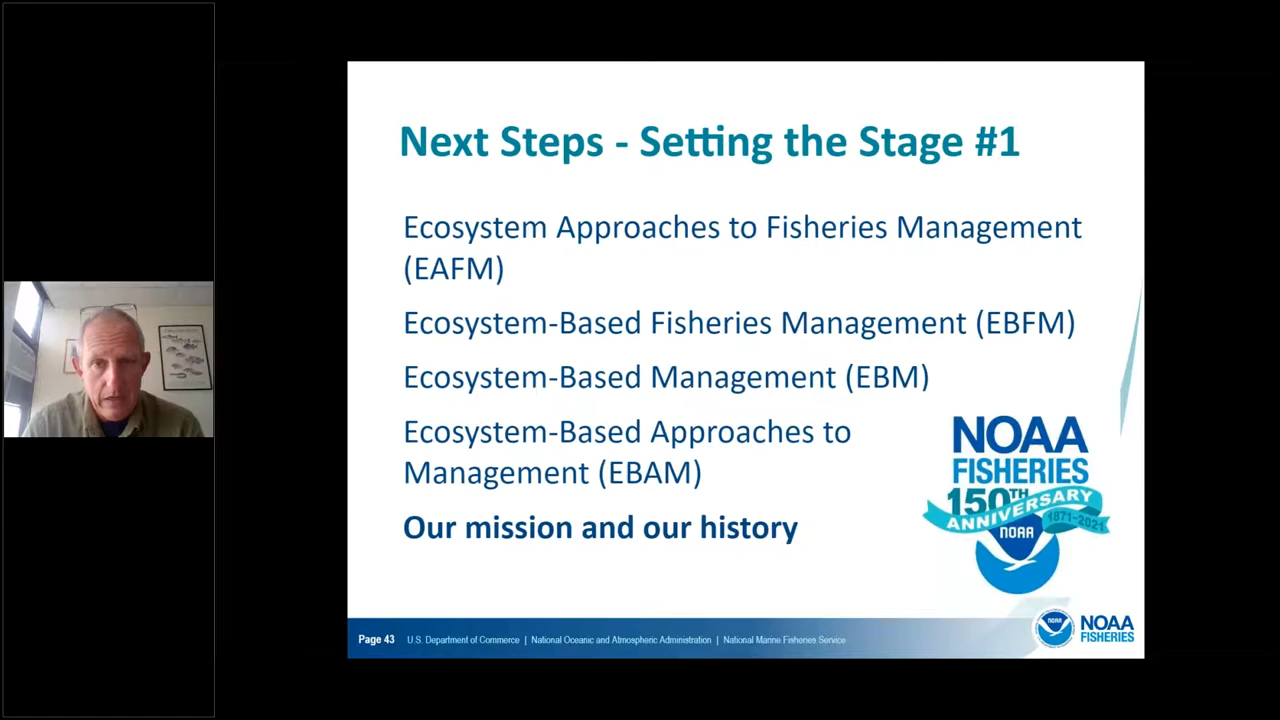 Next Steps - Setting the Stage #1
Ecosystem Approaches to Fisheries Management
(EAFM)
Ecosystem-Based Fisheries Management (EBFM)
Ecosystem-Based Management (EBM)
Ecosystem-Based Approaches to
Management (EBAM)
Our mission and our history
NOAA
FISHERIES
150TH
ANNIVERSARY
1871-2021
NOAA
Page 43 U.S. Department of Commerce | National Oceanic and Atmospheric Administration | National Marine Fisheries Service
NOAA
NOAA
FISHERIES